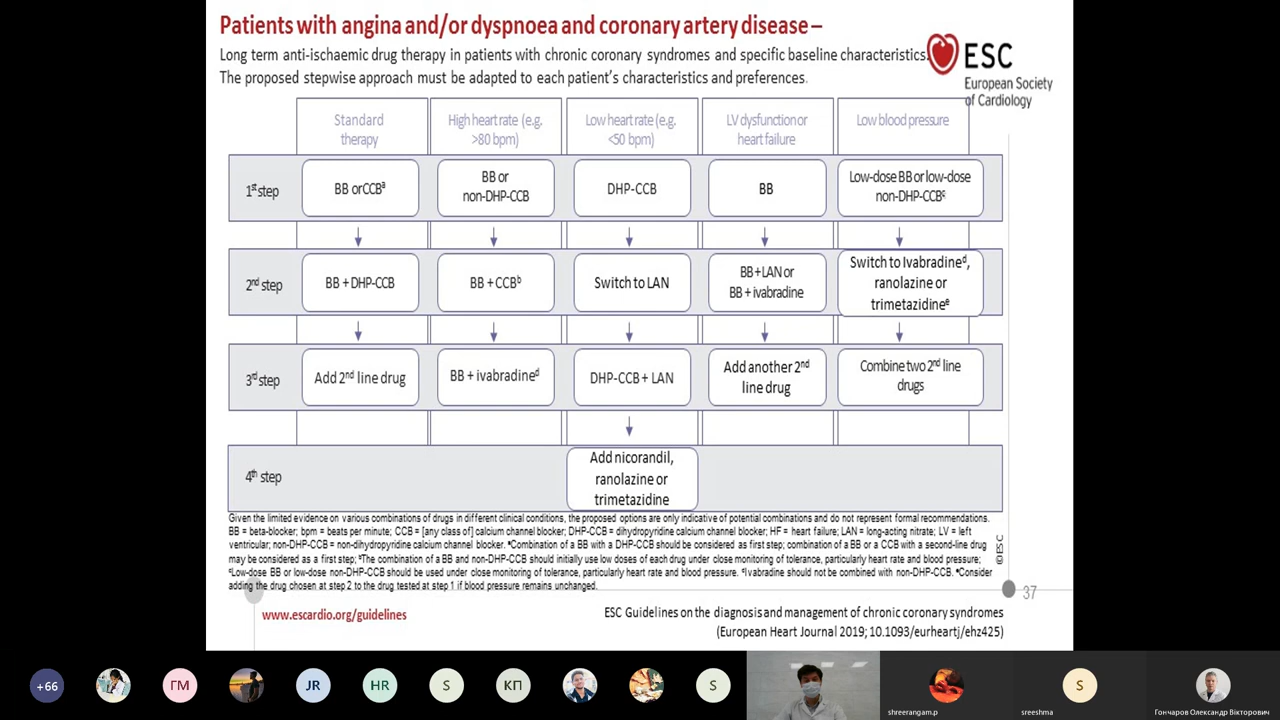 Patients with angina and/or dyspnoea and coronary artery disease –
Long term anti-ischaemic drug therapy in patients with chronic coronary syndromes and specific baseline characteristics.
The proposed stepwise approach must be adapted to each patient's characteristics and preferences.
ESC
European Society
of Cardiology
Standard
therapy
High heart rate (e.g.
>80 bpm)
Low heart rate (e.g.
<50 bpm)
LV dysfunction or
heart failure
Low blood pressure
1st step
BB orCCBa
BB or
non-DHP-CCB
DHP-CCB
BB
Low-dose BB or low-dose
non-DHP-CCBc
2nd step
BB + DHP-CCB
BB + CCBb
Switch to LAN
BB + LAN or
BB + ivabradine
Switch to Ivabradined,
ranolazine or
trimetazidinee
3rd step
Add 2nd line drug
BB + ivabradined
DHP-CCB + LAN
Add another 2nd
line drug
Combine two 2nd line
drugs
4th step
Add nicorandil,
ranolazine or
trimetazidine
Given the limited evidence on various combinations of drugs in different clinical conditions, the proposed options are only indicative of potential combinations and do not represent formal recommendations.
BB = beta-blocker; bpm = beats per minute; CCB = [any class of] calcium channel blocker; DHP-CCB = dihydropyridine calcium channel blocker; HF = heart failure; LAN = long-acting nitrate; LV = left
ventricular; non-DHP-CCB = non-dihydropyridine calcium channel blocker. aCombination of a BB with a DHP-CCB should be considered as first step; combination of a BB or a CCB with a second-line drug
may be considered as a first step; bThe combination of a BB and non-DHP-CCB should initially use low doses of each drug under close monitoring of tolerance, particularly heart rate and blood pressure;
cLow-dose BB or low-dose non-DHP-CCB should be used under close monitoring of tolerance, particularly heart rate and blood pressure. dIvabradine should not be combined with non-DHP-CCB. eConsider
adding the drug chosen at step 2 to the drug tested at step 1 if blood pressure remains unchanged.
©ESC
37
www.escardio.org/guidelines
ESC Guidelines on the diagnosis and management of chronic coronary syndromes
(European Heart Journal 2019; 10.1093/eurheartj/ehz425)
+66
ГМ
JR
HR
S
КП
S
S
shreerangam.p
sreeshma
Гончаров Олександр Вікторович